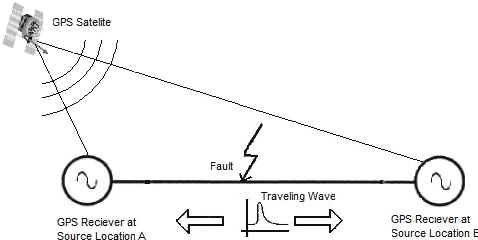 GPS Satelite
Fault
Traveling Wave
GPS Reciever at
Source Location A
GPS Reciever at
Source Location E